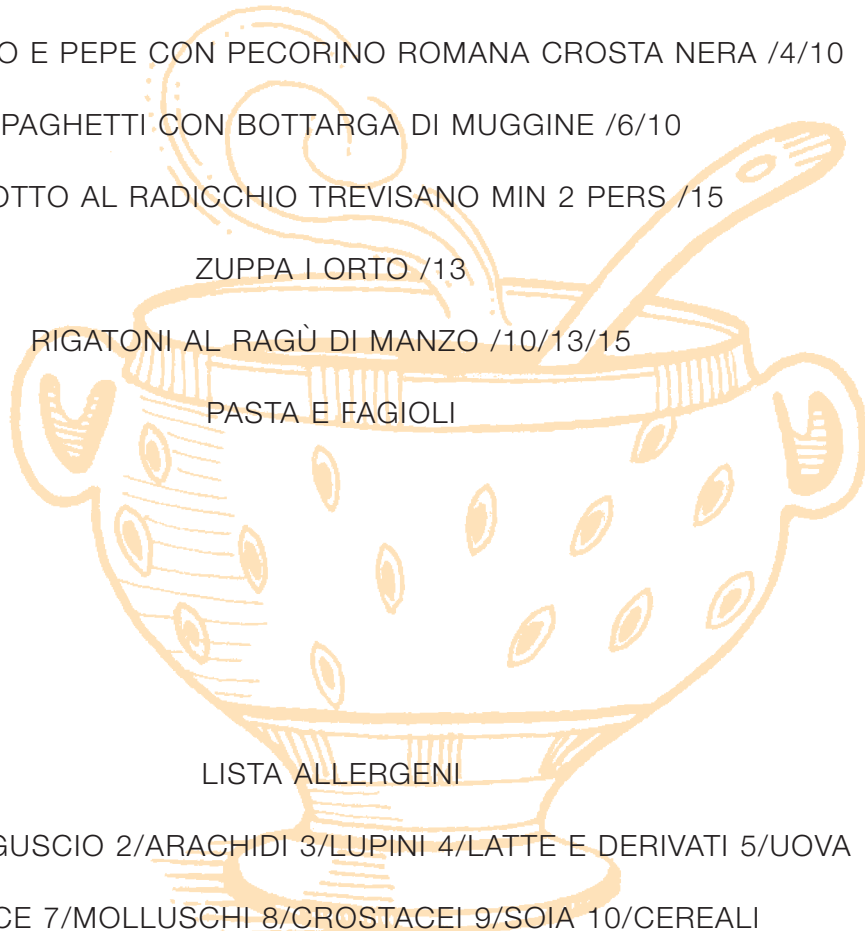 O E PEPE CON PECORINO ROMANA CROSTA NERA /4/10
PAGHETTI CON BOTTARGA DI MUGGINE /6/10
OTTO AL RADICCHIO TREVISANO MIN 2 PERS /15
ZUPPA I ORTO /13
RIGATONI AL RAGÙ DI MANZO /10/13/15
PASTA E FAGIOLI
LISTA ALLERGENI
GUSCIO 2/ARACHIDI 3/LUPINI 4/LATTE E DERIVATI 5/UOVA
CE 7/MOLLUSCHI 8/CROSTACEI 9/SOIA 10/CEREALI